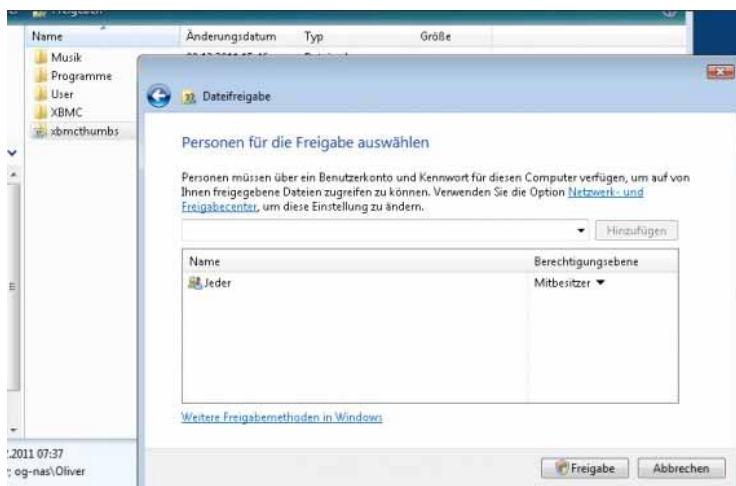 Freigeben
Name Änderungsdatum Typ Größe
Musik
Programme
User
XBMC
xbmcthumbs
Dateifreigabe
Personen für die Freigabe auswählen
Personen müssen über ein Benutzerkonto und Kennwort für diesen Computer verfügen, um auf von
Ihnen freigegebene Dateien zugreifen zu können. Verwenden Sie die Option Netzwerk- und
Freigabecenter, um diese Einstellung zu ändern.
Hinzufügen
Name Berechtigungsebene
Jeder Mitbesitzer
Weitere Freigabemethoden in Windows
.2011 07:37
og-nas\Oliver
Freigabe Abbrechen